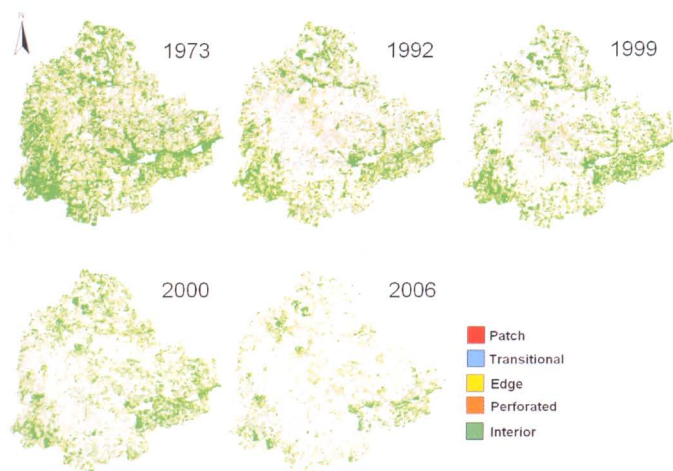 N
1973
1992
1999
2000
2006
Patch
Transitional
Edge
Perforated
Interior